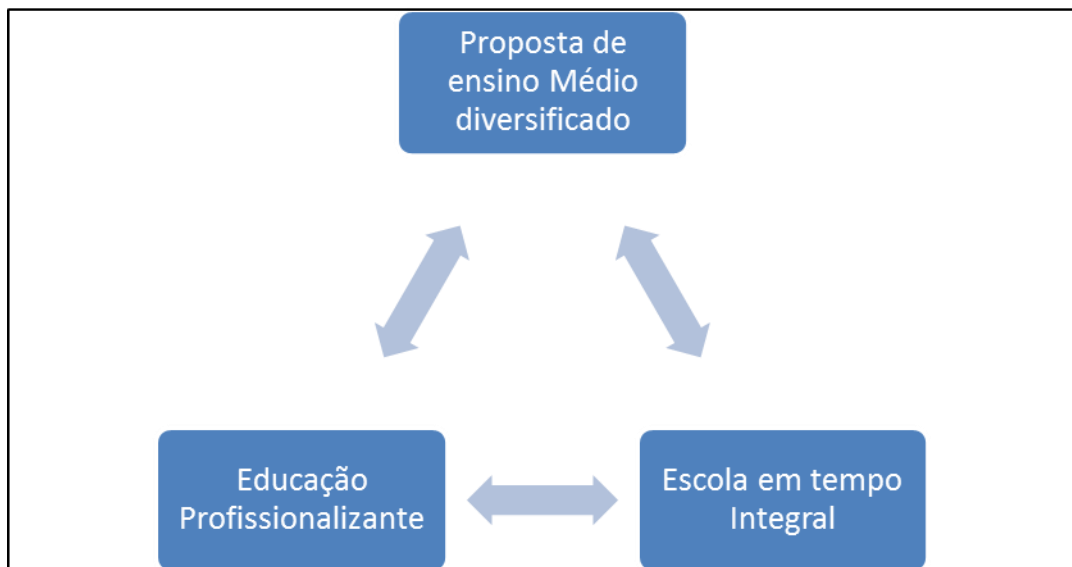 Proposta de
ensino Médio
diversificado
Educação
Profissionalizante
Escola em tempo
Integral